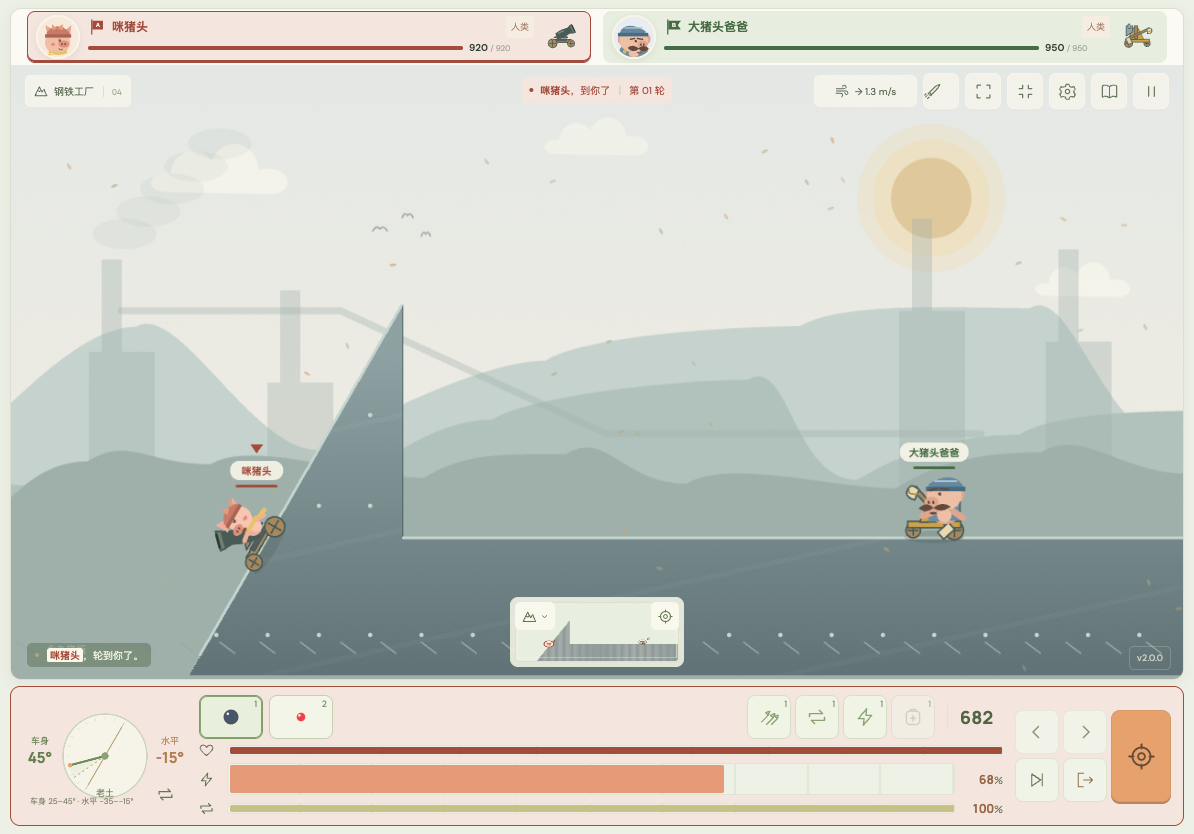 咪猪头
人类
920 / 920
大猪头爸爸
人类
950 / 950
钢铁工厂 04
咪猪头，到你了 第 01 轮
→ 1.3 m/s
咪猪头
大猪头爸爸
咪猪头，轮到你了。
v2.0.0
车身
45°
水平
-15°
老土
车身 25–45° · 水平 -35–-15°
1
2
1
1
1
1
682
68%
100%